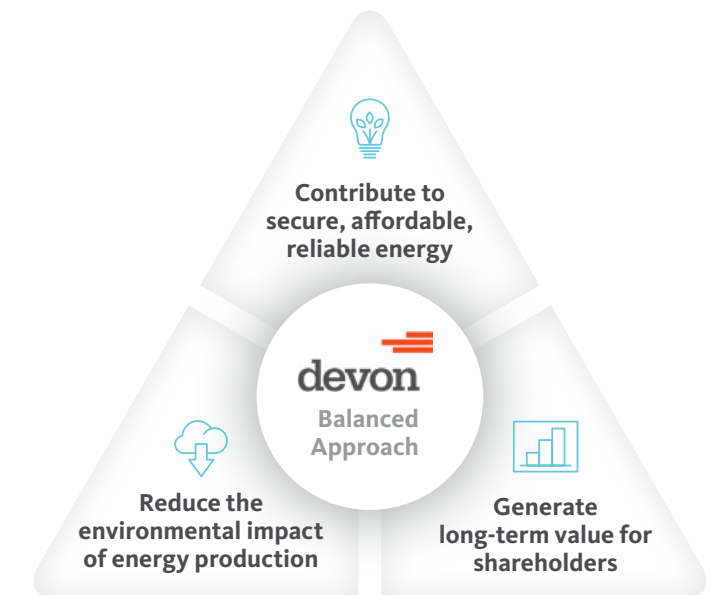 Contribute to
secure, affordable,
reliable energy
devon
Balanced
Approach
Reduce the
environmental impact
of energy production
Generate
long-term value for
shareholders